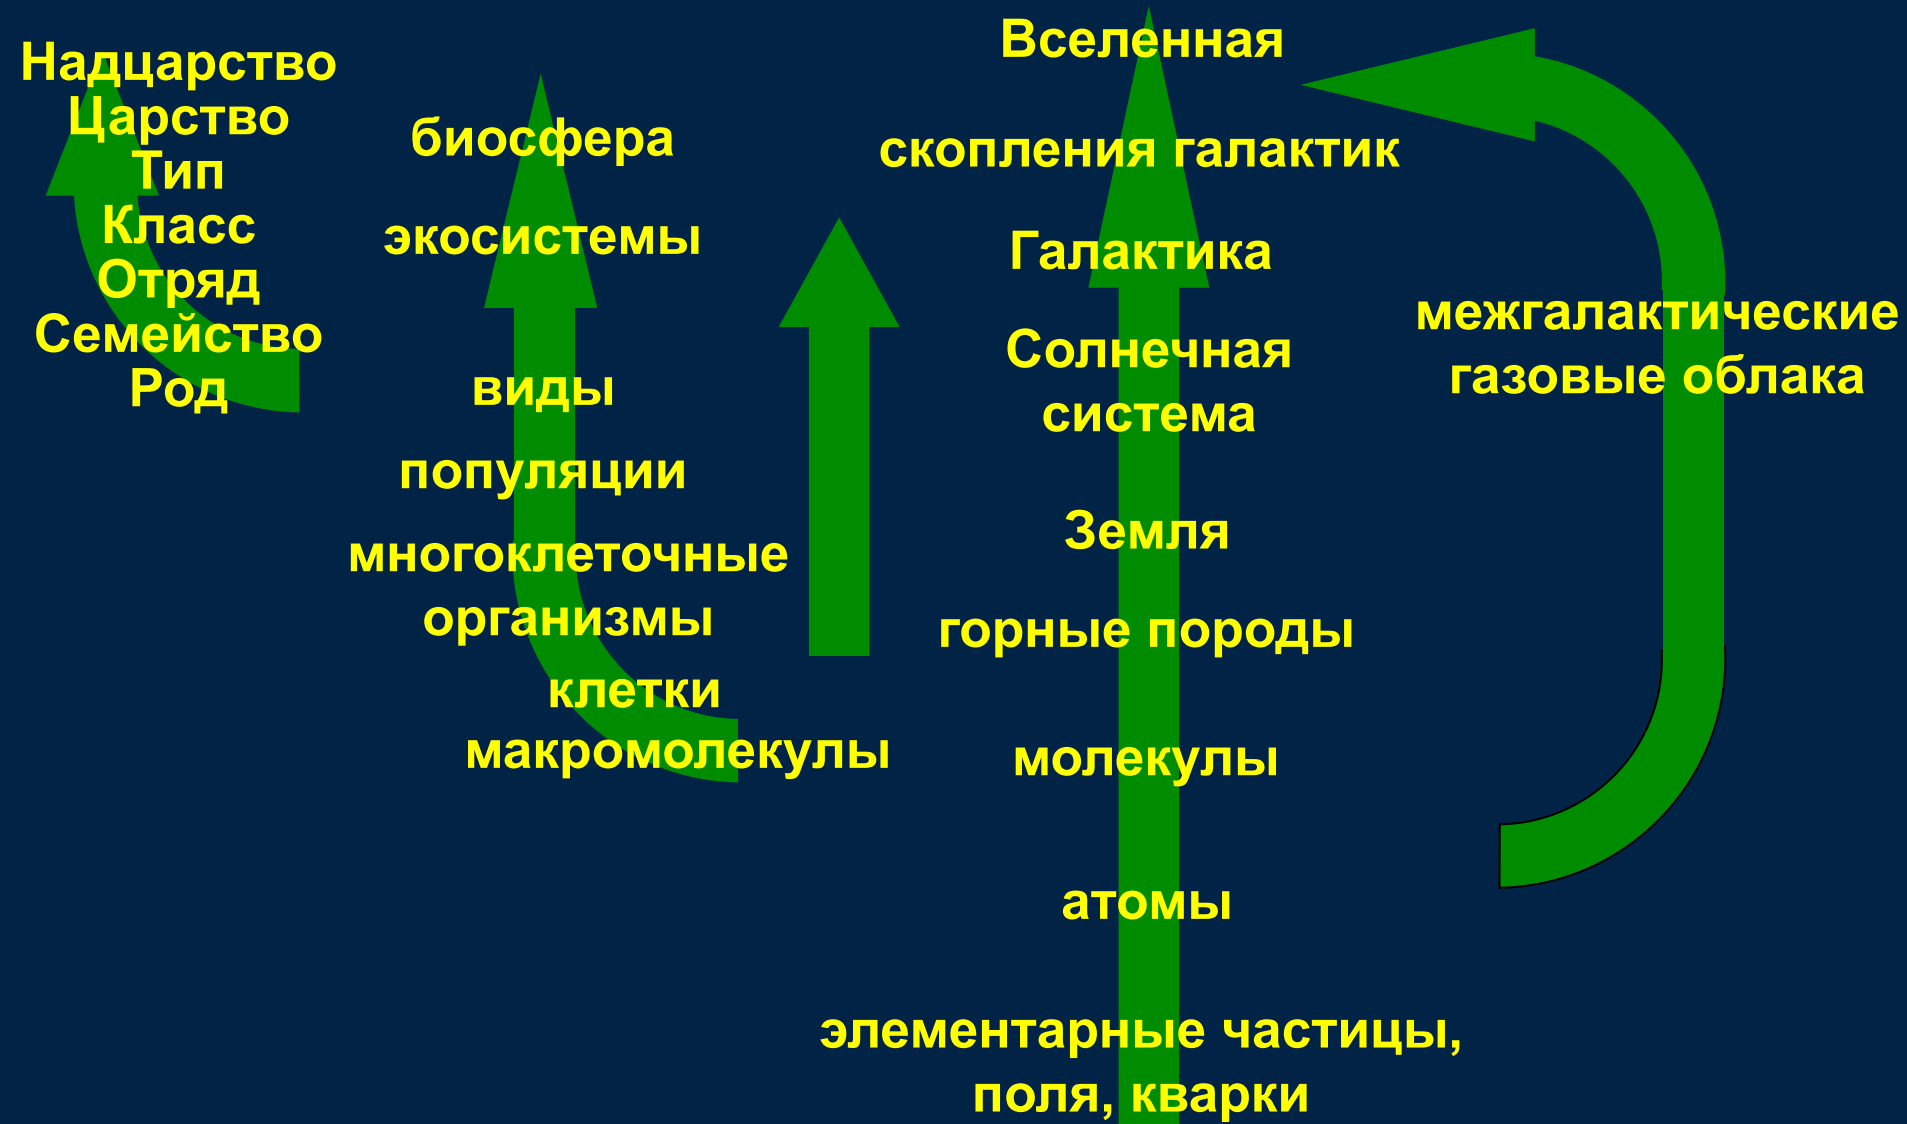 Надцарство
Царство
Тип
Класс
Отряд
Семейство
Род
биосфера
экосистемы
виды
популяции
многоклеточные
организмы
клетки
макромолекулы
Вселенная
скопления галактик
Галактика
Солнечная
система
Земля
горные породы
молекулы
атомы
элементарные частицы,
поля, кварки
межгалактические
газовые облака